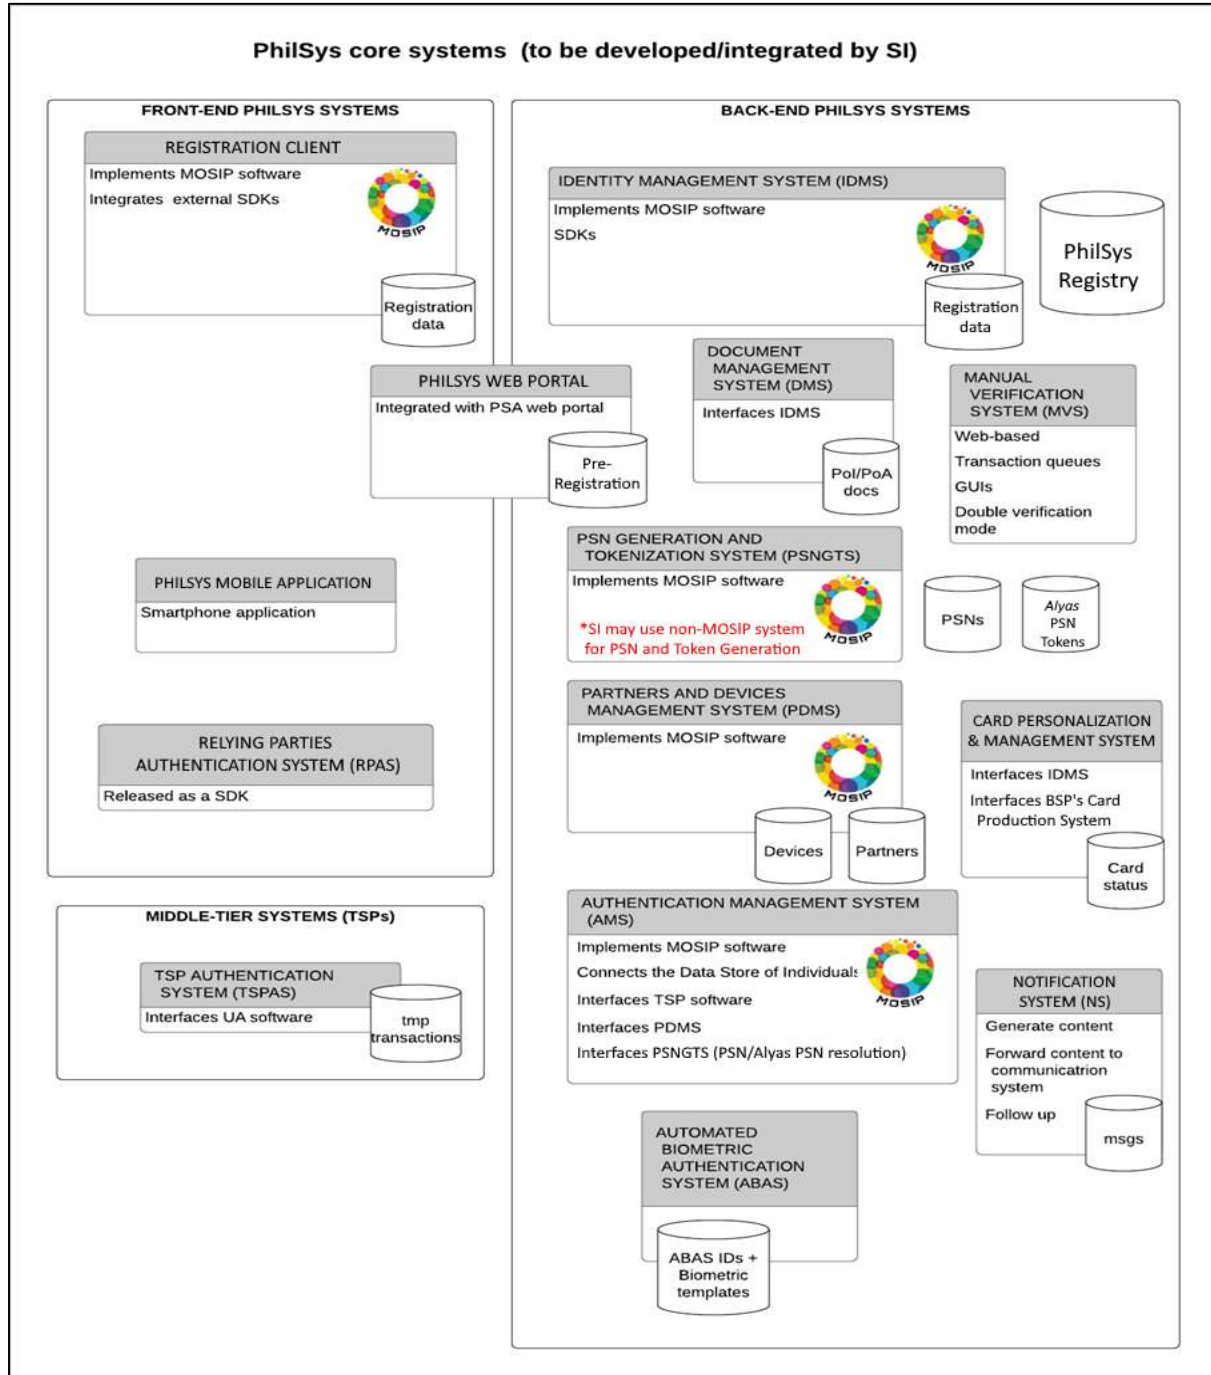 PhilSys core systems (to be developed/integrated by SI)
FRONT-END PHILSYS SYSTEMS
REGISTRATION CLIENT
Implements MOSIP software
Integrates external SDKs
MOSIP
Registration
data
PHILSYS WEB PORTAL
Integrated with PSA web portal
Pre-
Registration
PHILSYS MOBILE APPLICATION
Smartphone application
RELYING PARTIES
AUTHENTICATION SYSTEM (RPAS)
Released as a SDK
MIDDLE-TIER SYSTEMS (TSPs)
TSP AUTHENTICATION
SYSTEM (TSPAS)
Interfaces UA software
tmp
transactions
BACK-END PHILSYS SYSTEMS
IDENTITY MANAGEMENT SYSTEM (IDMS)
Implements MOSIP software
SDKs
MOSIP
Registration
data
PhilSys
Registry
DOCUMENT
MANAGEMENT
SYSTEM (DMS)
Interfaces IDMS
PoI/PoA
docs
MANUAL
VERIFICATION
SYSTEM (MVS)
Web-based
Transaction queues
GUIs
Double verification
mode
PSN GENERATION AND
TOKENIZATION SYSTEM (PSNGTS)
Implements MOSIP software
*SI may use non-MOSIP system
for PSN and Token Generation
MOSIP
PSNs
Alyas
PSN
Tokens
PARTNERS AND DEVICES
MANAGEMENT SYSTEM (PDMS)
Implements MOSIP software
MOSIP
Devices
Partners
CARD PERSONALIZATION
& MANAGEMENT SYSTEM
Interfaces IDMS
Interfaces BSP's Card
Production System
Card
status
AUTHENTICATION MANAGEMENT SYSTEM
(AMS)
Implements MOSIP software
Connects the Data Store of Individuals
Interfaces TSP software
Interfaces PDMS
Interfaces PSNGTS (PSN/Alyas PSN resolution)
MOSIP
NOTIFICATION
SYSTEM (NS)
Generate content
Forward content to
communicatrion
system
Follow up
msgs
AUTOMATED
BIOMETRIC
AUTHENTICATION
SYSTEM (ABAS)
ABAS IDs +
Biometric
templates